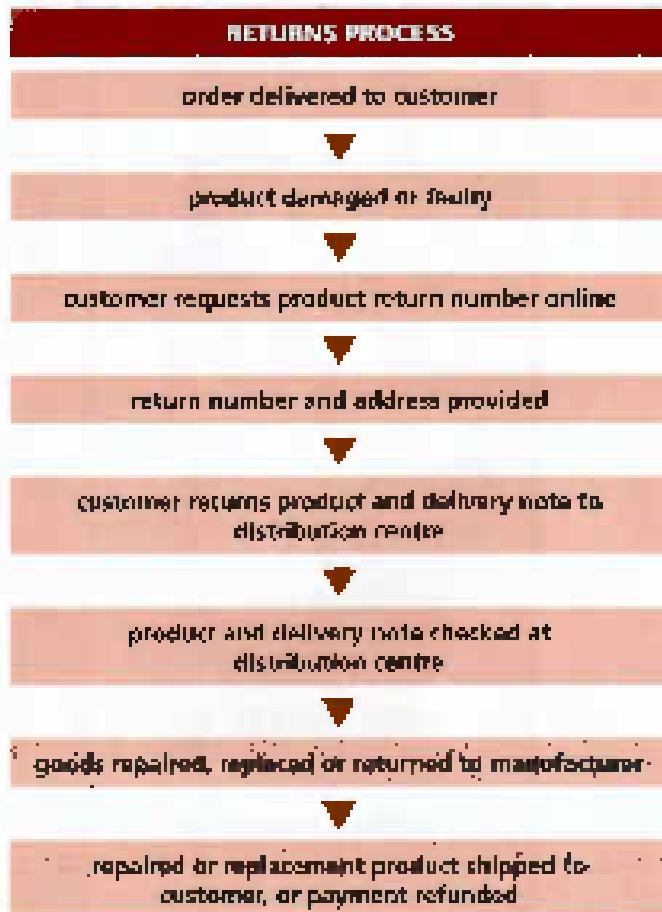 RETURNS PROCESS
order delivered to customer
product damaged or faulty
customer requests product return number online
return number and address provided
customer returns product and delivery note to
distribution centre
product and delivery note checked at
distribution centre
goods repaired, replaced or returned to manufacturer
repaired or replacement product shipped to
customer, or payment refunded